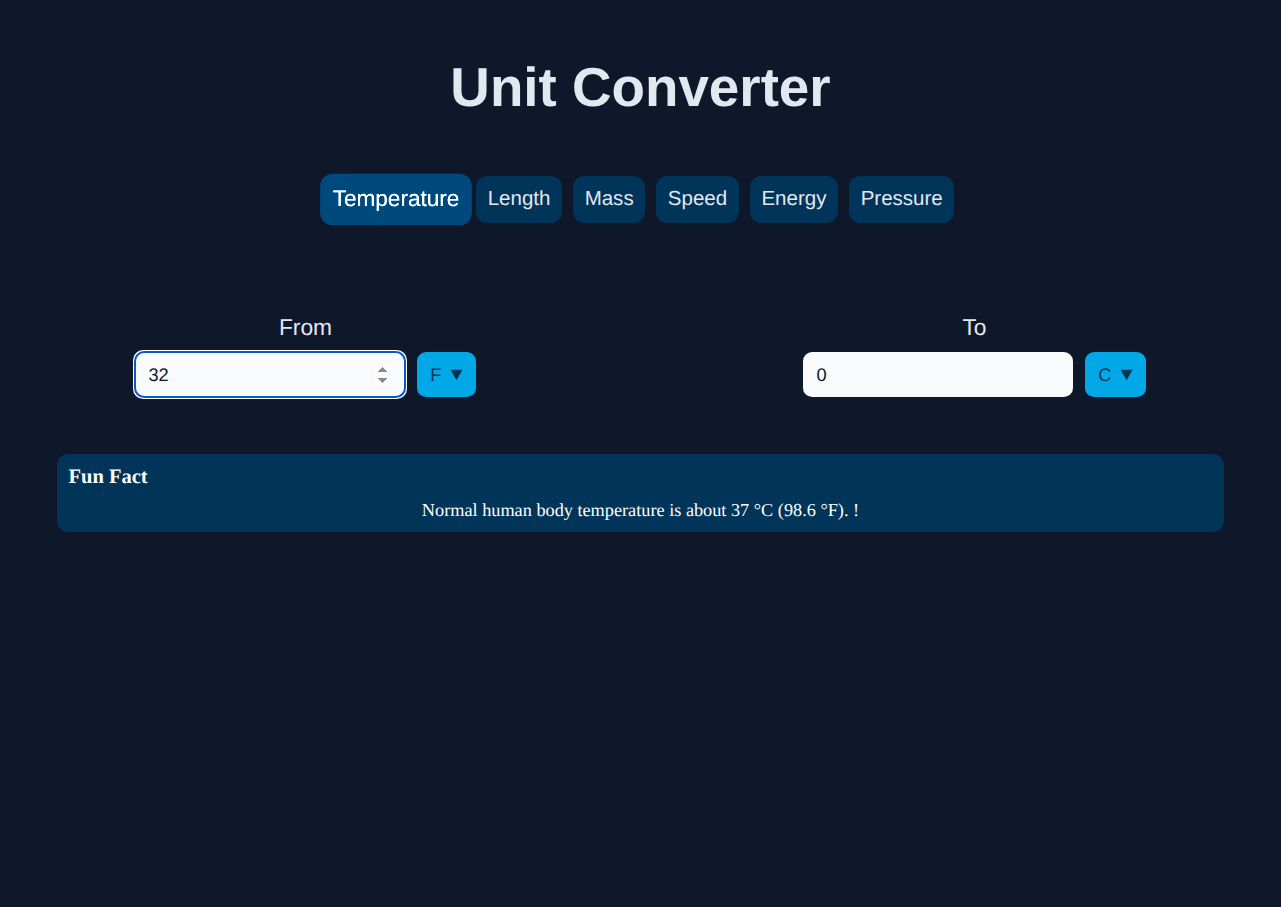 Unit Converter
Temperature Length Mass Speed Energy Pressure
From To
32 F ▼ 0 C ▼
Fun Fact
Normal human body temperature is about 37 °C (98.6 °F). !